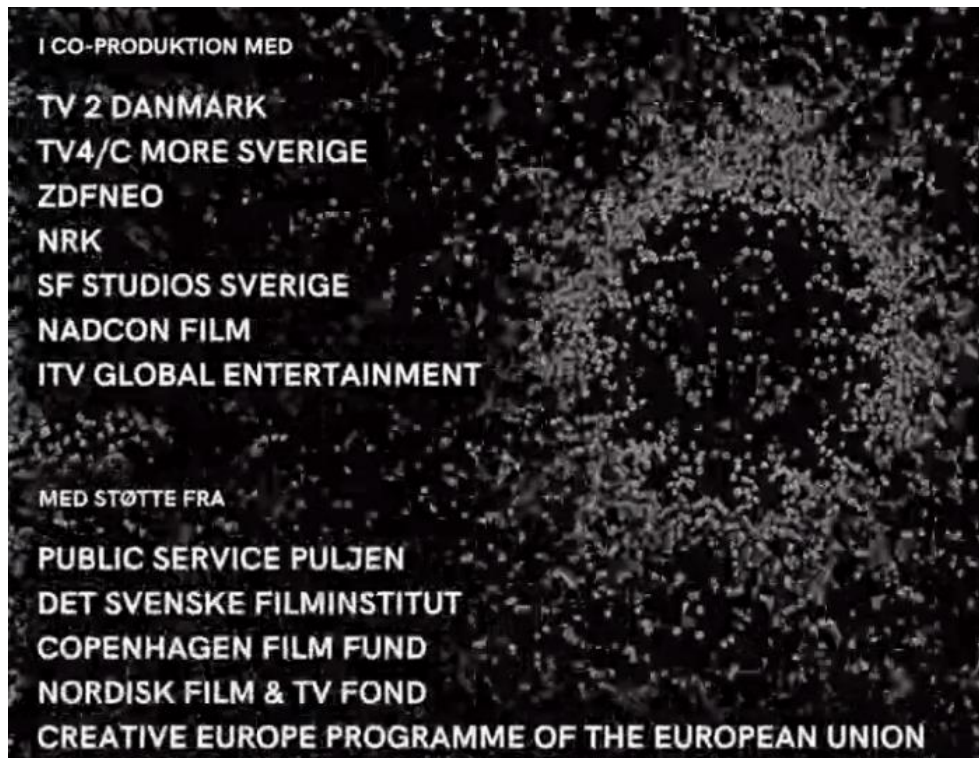 I CO-PRODUKTION MED
TV 2 DANMARK
TV4/C MORE SVERIGE
ZDFNEO
NRK
SF STUDIOS SVERIGE
NADCON FILM
ITV GLOBAL ENTERTAINMENT
MED STØTTE FRA
PUBLIC SERVICE PULJEN
DET SVENSKE FILMINSTITUT
COPENHAGEN FILM FUND
NORDISK FILM & TV FOND
CREATIVE EUROPE PROGRAMME OF THE EUROPEAN UNION